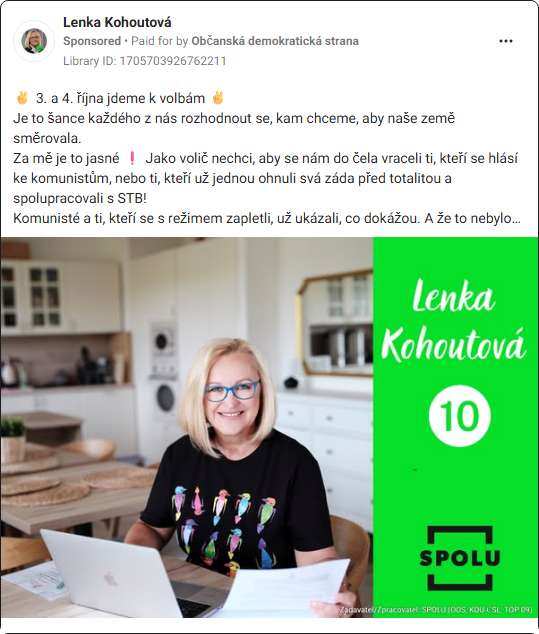 Lenka Kohoutová
Sponsored • Paid for by Občanská demokratická strana
Library ID: 1705703926762211
✌ 3. a 4. října jdeme k volbám ✌
Je to šance každého z nás rozhodnout se, kam chceme, aby naše země
směrovala.
Za mě je to jasné ❗ Jako volič nechci, aby se nám do čela vraceli ti, kteří se hlásí
ke komunistům, nebo ti, kteří už jednou ohnuli svá záda před totalitou a
spolupracovali s STB!
Komunisté a ti, kteří se s režimem zapletli, už ukázali, co dokážou. A že to nebylo…
Lenka
Kohoutová
10
SPOLU
Zadavatel/Zpracovatel: SPOLU (ODS, KDU-ČSL, TOP 09)